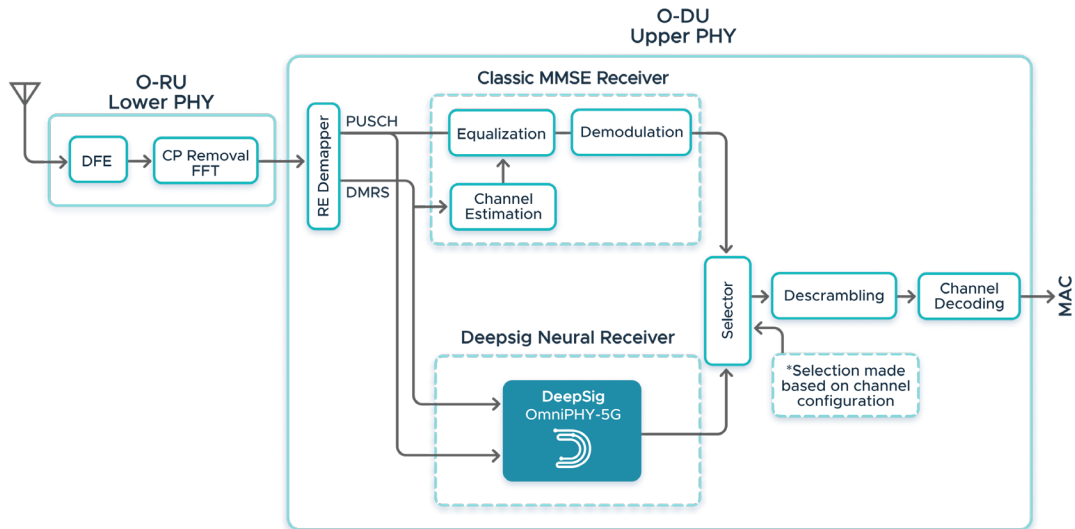 O-DU
Upper PHY
O-RU
Lower PHY
Classic MMSE Receiver
DFE
CP Removal
FFT
RE Demapper
PUSCH
DMRS
Equalization
Demodulation
Channel
Estimation
Selector
Descrambling
Channel
Decoding
MAC
Deepsig Neural Receiver
DeepSig
OmniPHY-5G
*Selection made
based on channel
configuration